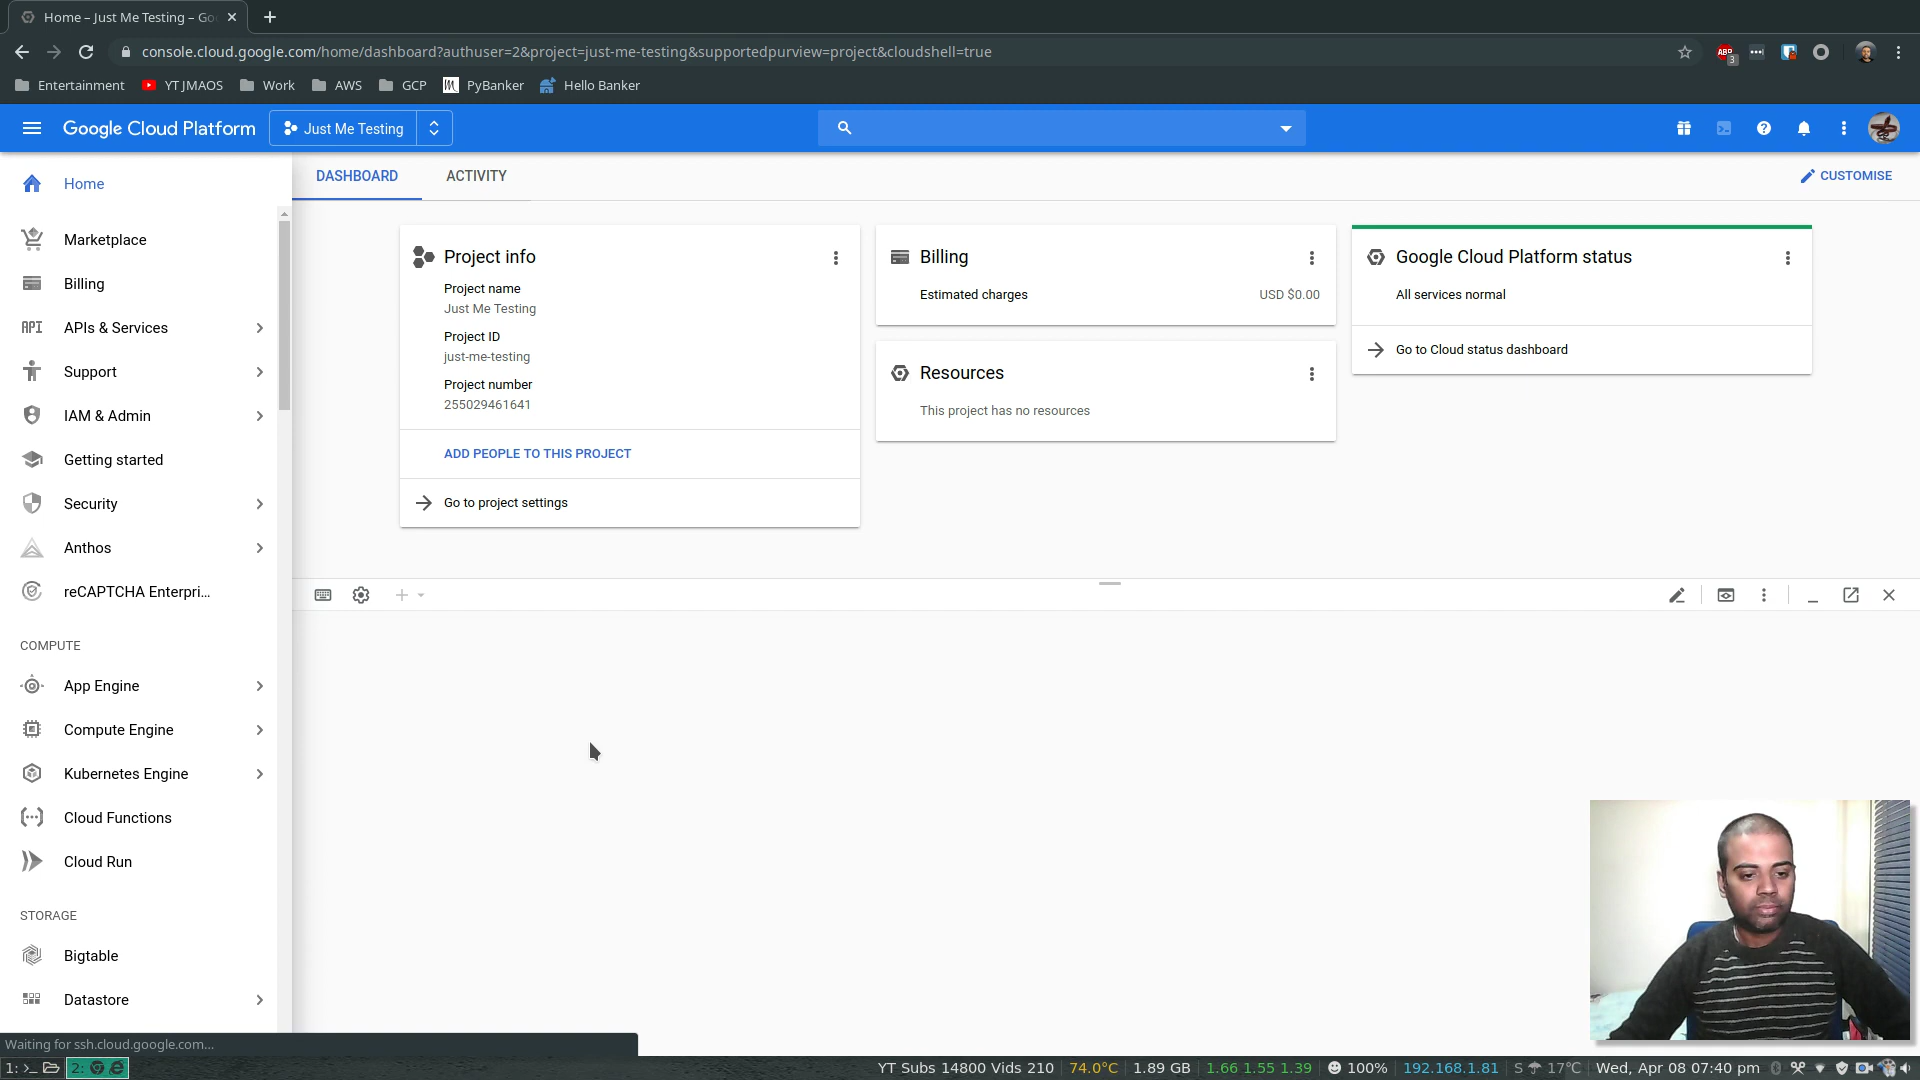 Home – Just Me Testing – Go
console.cloud.google.com/home/dashboard?authuser=2&project=just-me-testing&supportedpurview=project&cloudshell=true
ABP
3
Entertainment
YT JMAOS
Work
AWS
GCP
PyBanker
Hello Banker
Google Cloud Platform
Just Me Testing
Home
DASHBOARD
ACTIVITY
CUSTOMISE
Marketplace
Billing
API APIs & Services
Support
IAM & Admin
Getting started
Security
Anthos
reCAPTCHA Enterpri...
COMPUTE
App Engine
Compute Engine
Kubernetes Engine
Cloud Functions
Cloud Run
STORAGE
Bigtable
Datastore
Project info
Project name
Just Me Testing
Project ID
just-me-testing
Project number
255029461641
ADD PEOPLE TO THIS PROJECT
Go to project settings
Billing
Estimated charges
USD $0.00
Resources
This project has no resources
Google Cloud Platform status
All services normal
Go to Cloud status dashboard
Waiting for ssh.cloud.google.com...
1:
2:
YT Subs 14800 Vids 210
74.0°C
1.89 GB
1.66 1.55 1.39
100%
192.168.1.81
S
17°C
Wed, Apr 08 07:40 pm